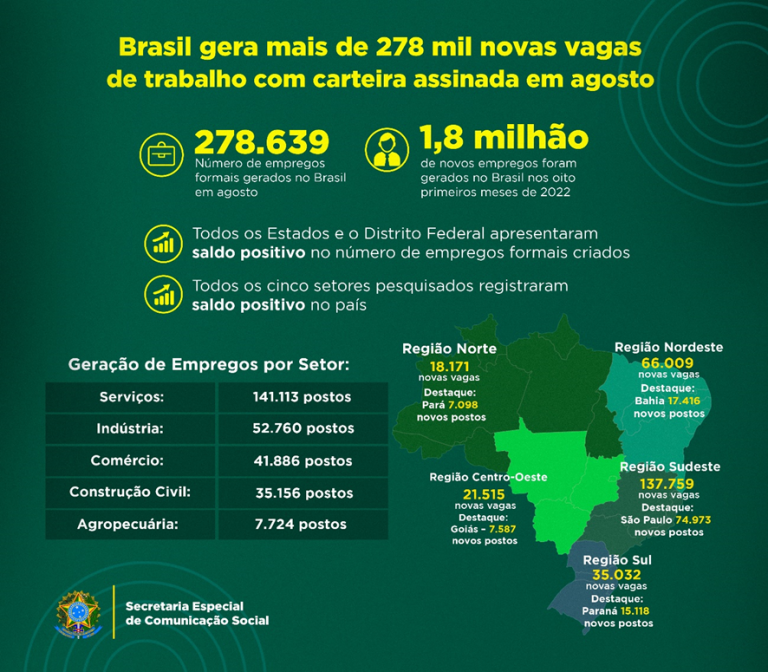 Brasil gera mais de 278 mil novas vagas
de trabalho com carteira assinada em agosto
278.639
Número de empregos
formais gerados no Brasil
em agosto
1,8 milhão
de novos empregos foram
gerados no Brasil nos oito
primeiros meses de 2022
Todos os Estados e o Distrito Federal apresentaram
saldo positivo no número de empregos formais criados
Todos os cinco setores pesquisados registraram
saldo positivo no país
Geração de Empregos por Setor:
Serviços: 141.113 postos
Indústria: 52.760 postos
Comércio: 41.886 postos
Construção Civil: 35.156 postos
Agropecuária: 7.724 postos
Região Norte
18.171
novas vagas
Destaque:
Pará 7.098
novos postos
Região Nordeste
66.009
novas vagas
Destaque:
Bahia 17.416
novos postos
Região Centro-Oeste
21.515
novas vagas
Destaque:
Goiás - 7.587
novos postos
Região Sudeste
137.759
novas vagas
Destaque:
São Paulo 74.973
novos postos
Região Sul
35.032
novas vagas
Destaque:
Paraná 15.118
novos postos
Secretaria Especial
de Comunicação Social